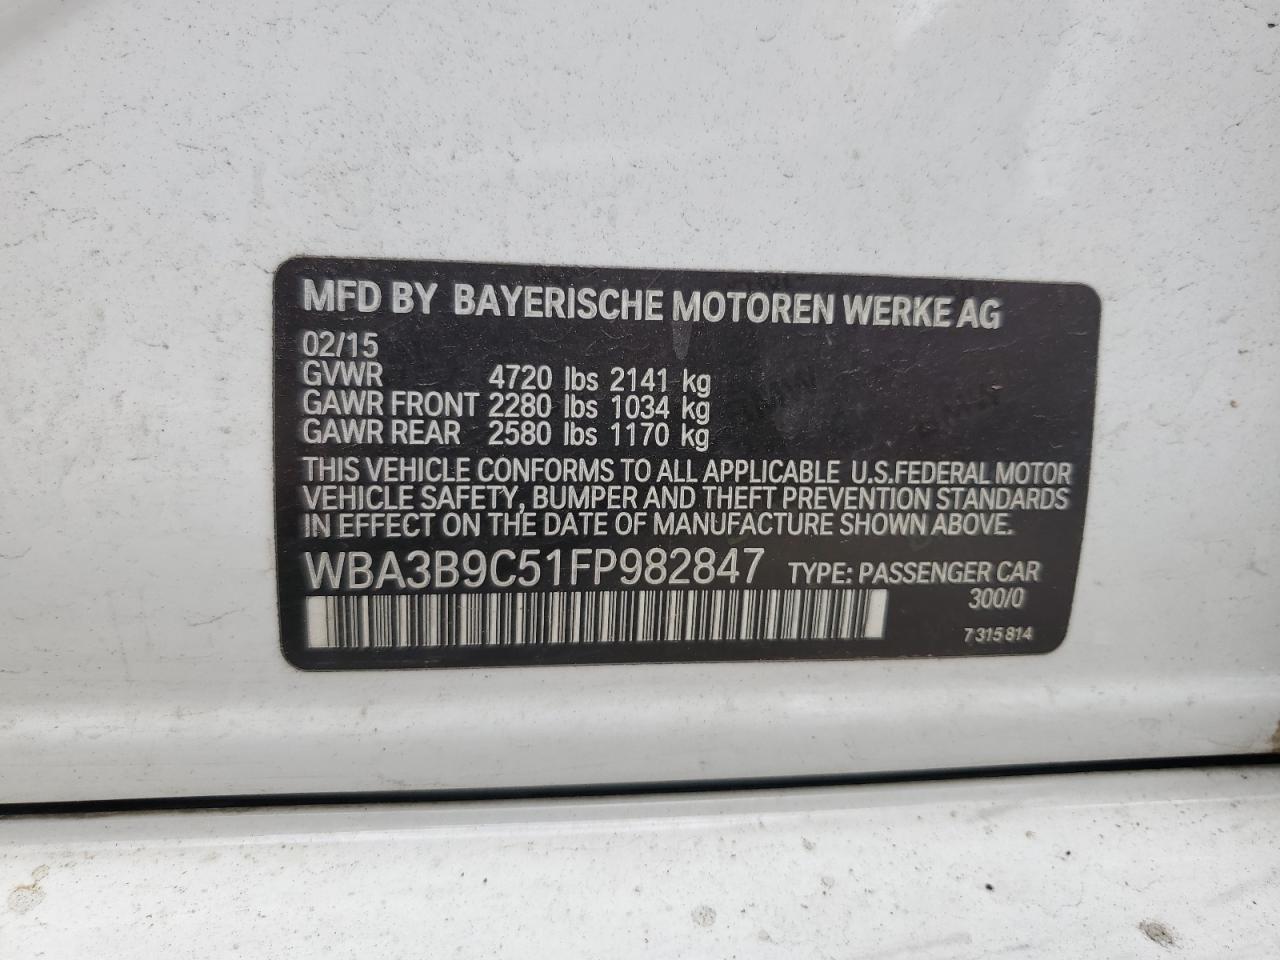 MFD BY BAYERISCHE MOTOREN WERKE AG
02/15
GVWR 4720 lbs 2141 kg
GAWR FRONT 2280 lbs 1034 kg
GAWR REAR 2580 lbs 1170 kg
THIS VEHICLE CONFORMS TO ALL APPLICABLE U.S.FEDERAL MOTOR
VEHICLE SAFETY, BUMPER AND THEFT PREVENTION STANDARDS
IN EFFECT ON THE DATE OF MANUFACTURE SHOWN ABOVE.
WBA3B9C51FP982847 TYPE: PASSENGER CAR
300/0
7 315 814